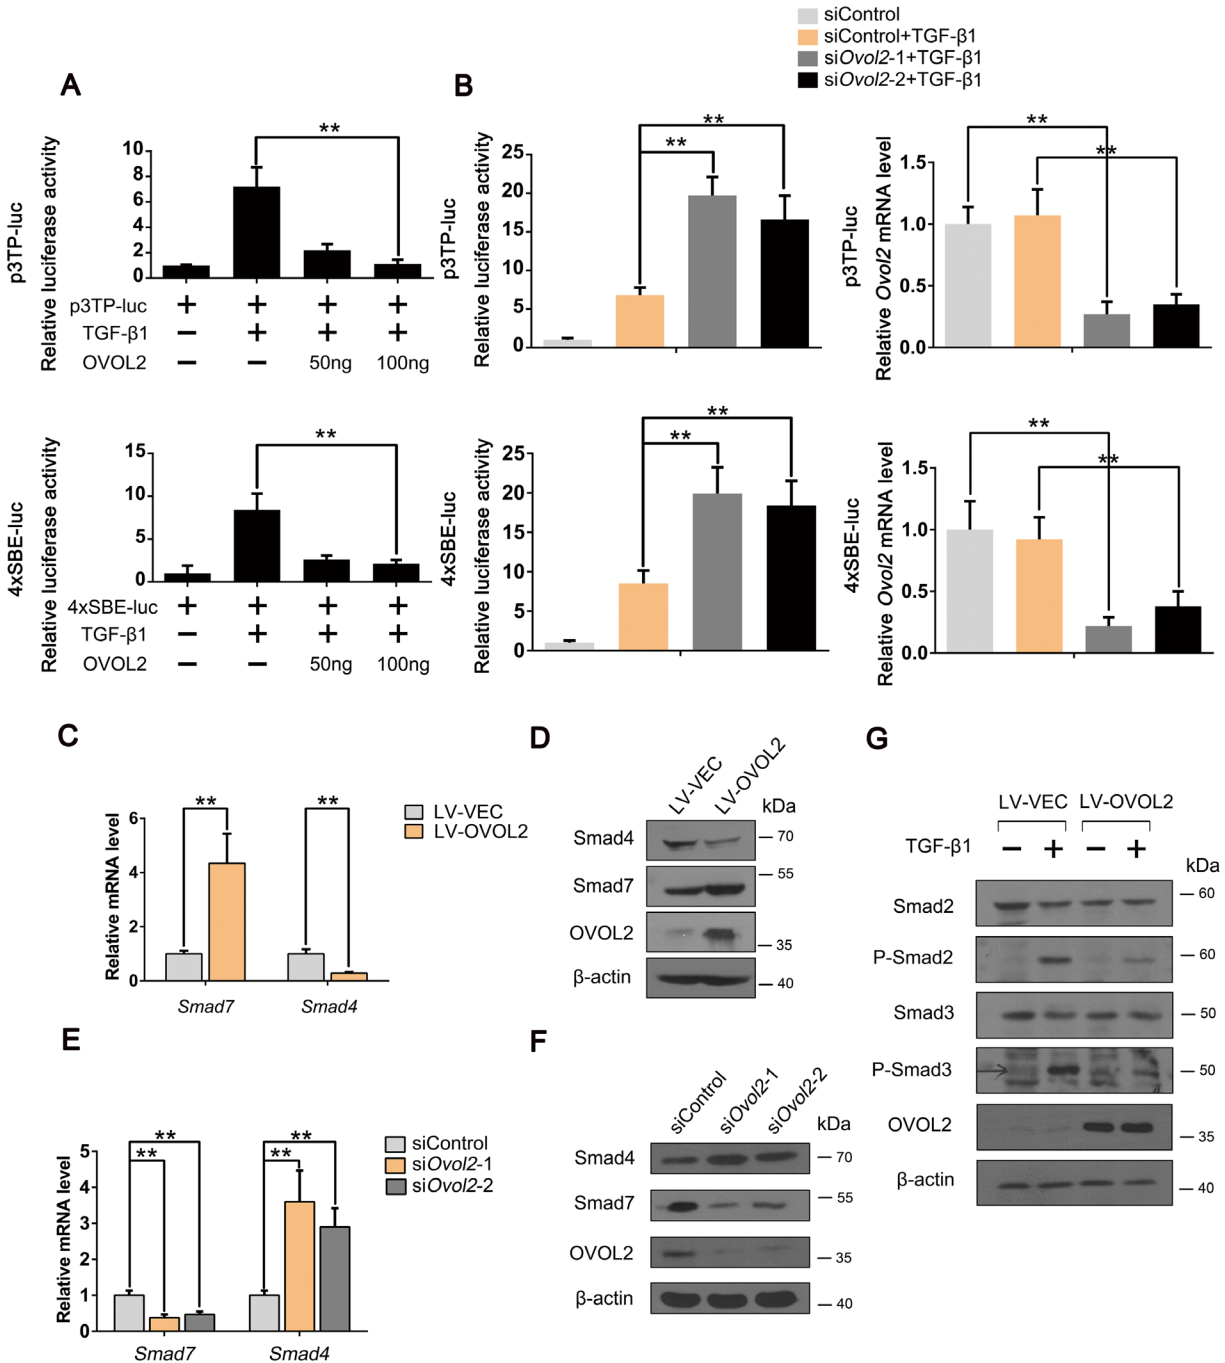 siControl
siControl+TGF-β1
siOvol2-1+TGF-β1
siOvol2-2+TGF-β1
A
p3TP-luc
Relative luciferase activity
10
8
6
4
2
0
**
p3TP-luc + + + +
TGF-β1 − + + +
OVOL2 − − 50ng 100ng
4xSBE-luc
Relative luciferase activity
15
10
5
0
**
4xSBE-luc + + + +
TGF-β1 − + + +
OVOL2 − − 50ng 100ng
B
p3TP-luc
Relative luciferase activity
25
20
15
10
5
0
**
**
p3TP-luc
Relative Ovol2 mRNA level
1.5
1.0
0.5
0.0
**
**
4xSBE-luc
Relative luciferase activity
25
20
15
10
5
0
**
**
4xSBE-luc
Relative Ovol2 mRNA level
1.5
1.0
0.5
0.0
**
**
C
Relative mRNA level
6
4
2
0
** **
Smad7 Smad4
LV-VEC
LV-OVOL2
D
LV-VEC LV-OVOL2
kDa
Smad4 70
55
Smad7
OVOL2 35
β-actin 40
E
Relative mRNA level
5
4
3
2
1
0
** **
** **
Smad7 Smad4
siControl
siOvol2-1
siOvol2-2
F
siControl siOvol2-1 siOvol2-2
kDa
Smad4 70
Smad7 55
OVOL2 35
β-actin 40
G
LV-VEC LV-OVOL2
TGF-β1 − + − +
kDa
Smad2 60
P-Smad2 60
Smad3 50
P-Smad3 50
OVOL2 35
β-actin 40